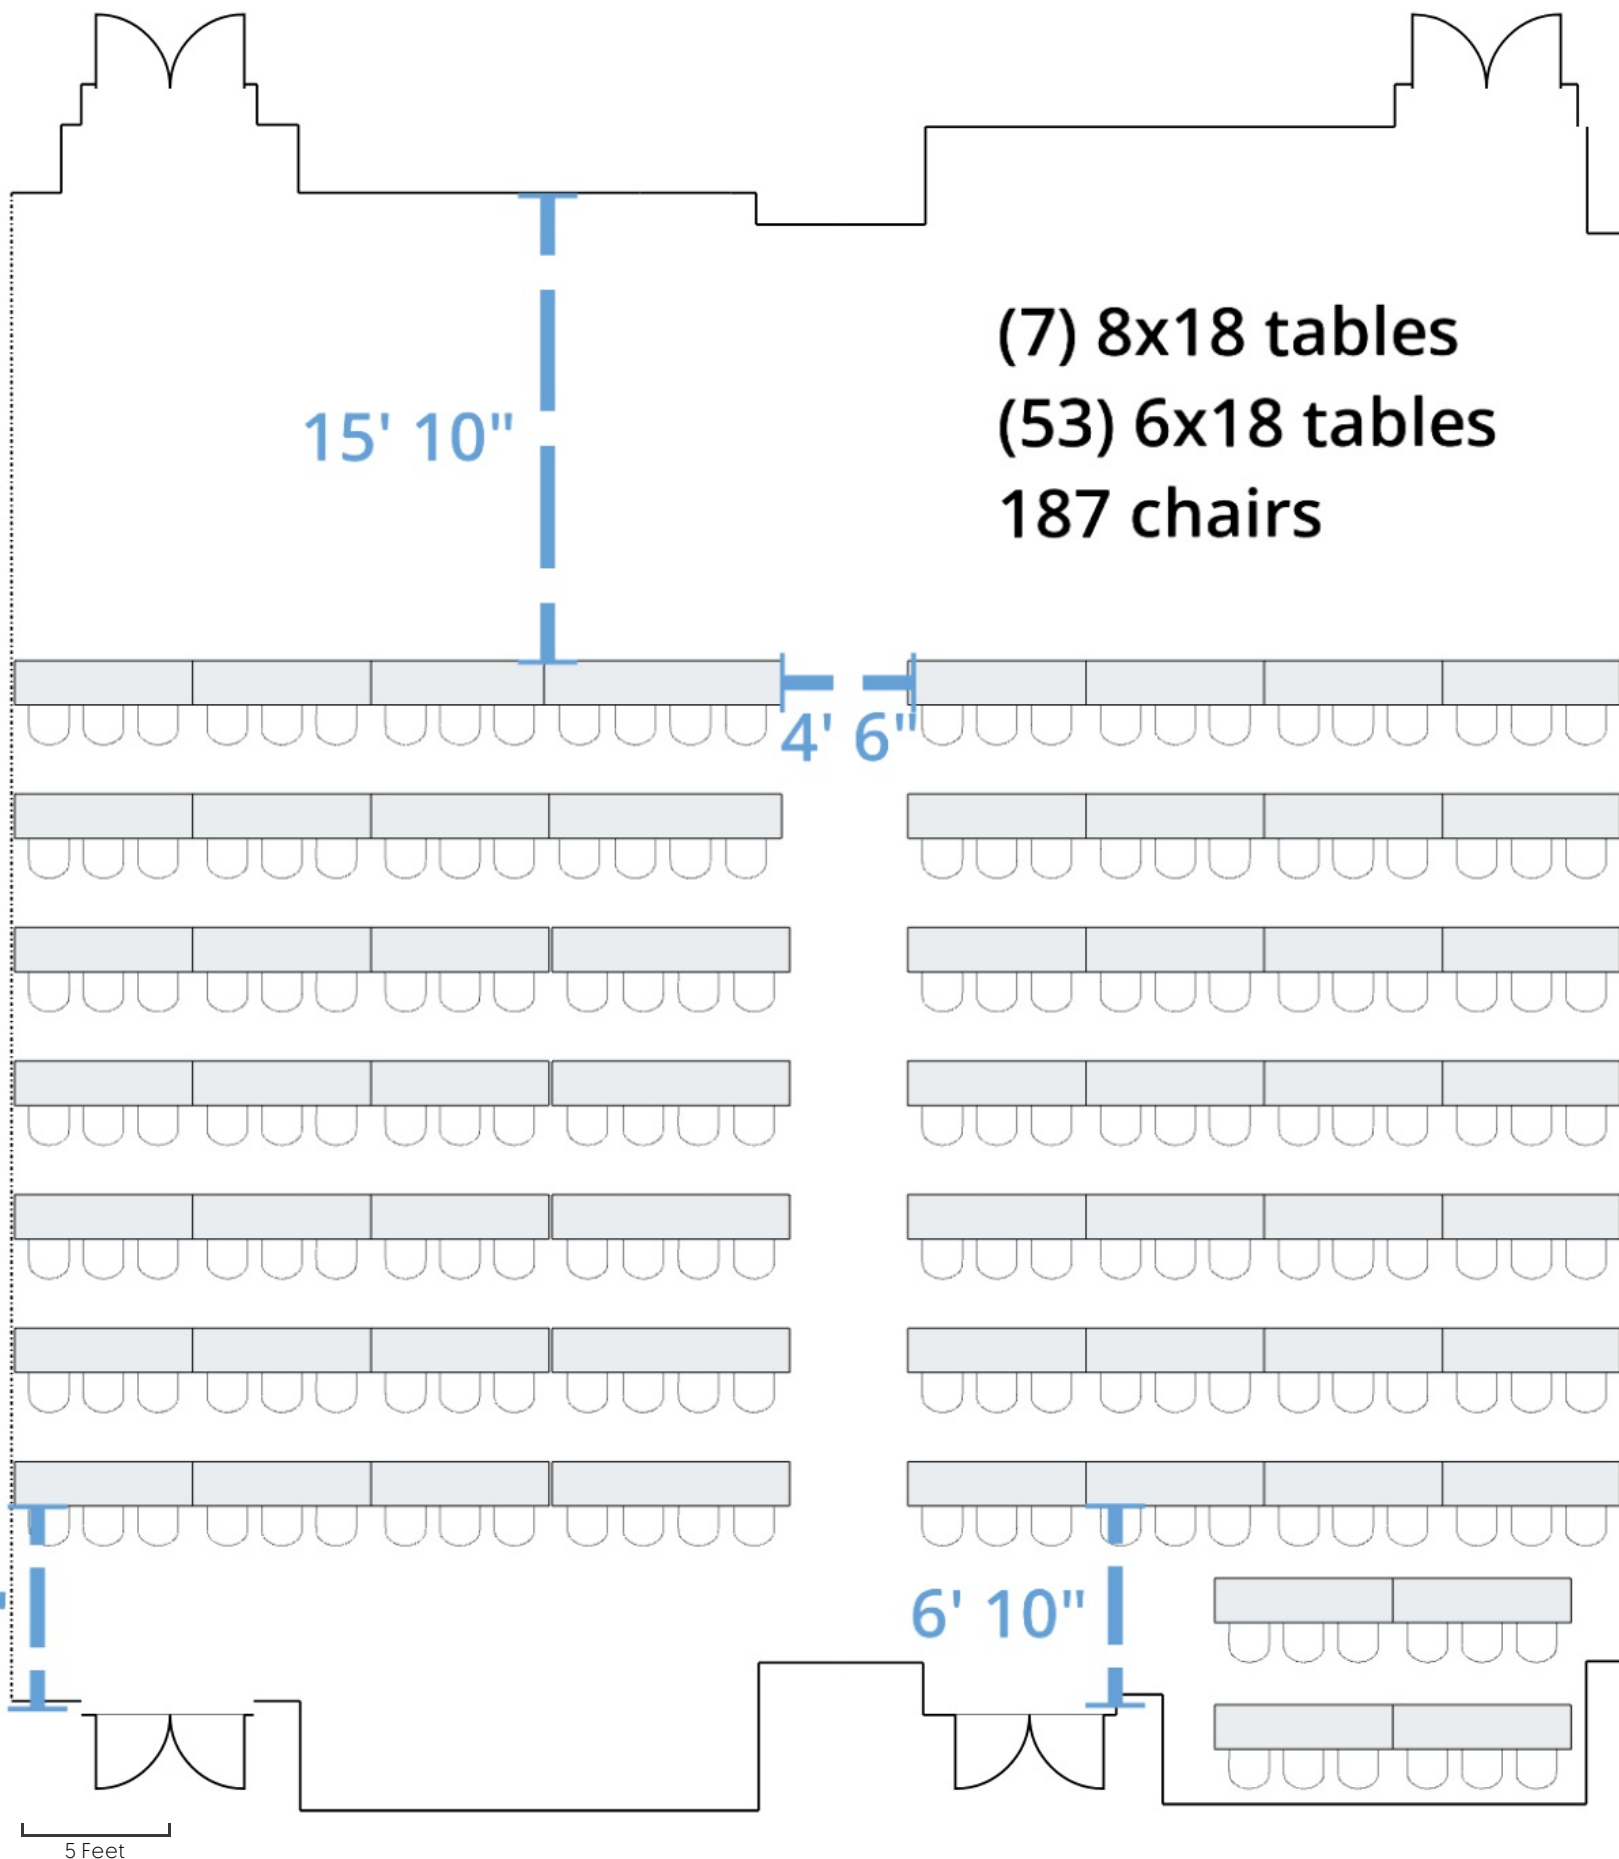 (7) 8x18 tables
(53) 6x18 tables
187 chairs
15' 10"
4' 6"
6' 10"
5 Feet